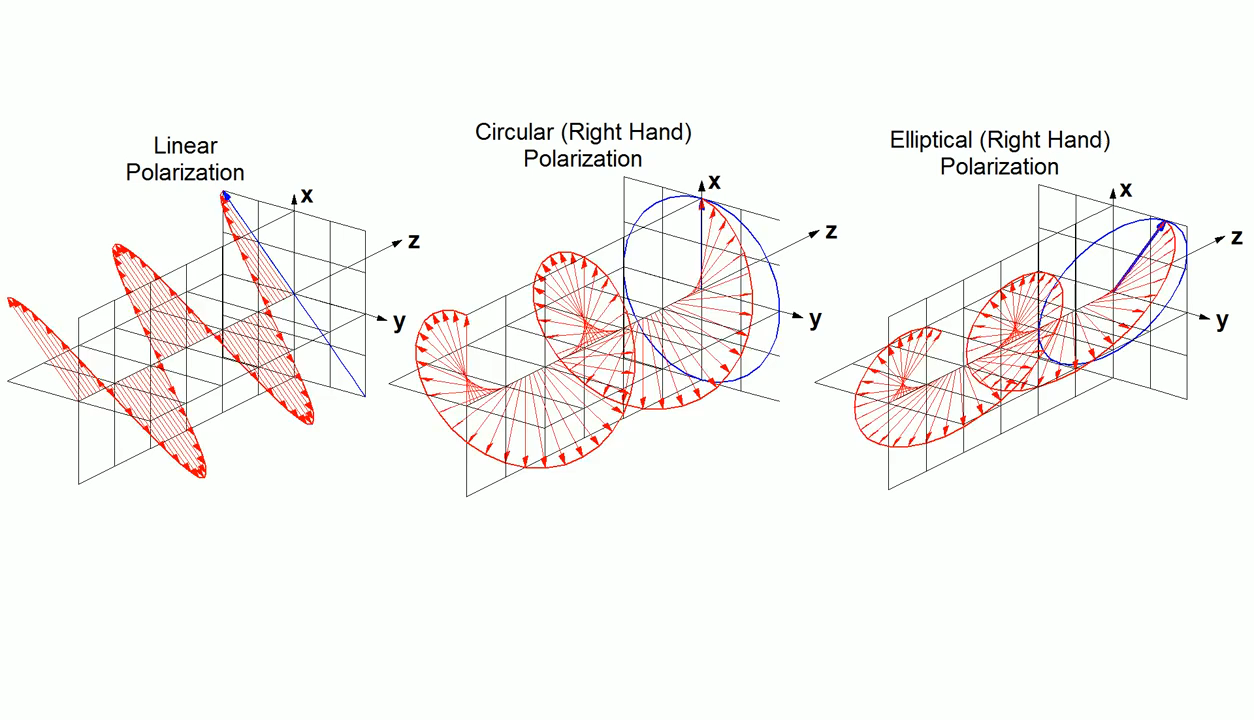 Linear
Polarization
x
z
y
Circular (Right Hand)
Polarization
x
z
y
Elliptical (Right Hand)
Polarization
x
z
y